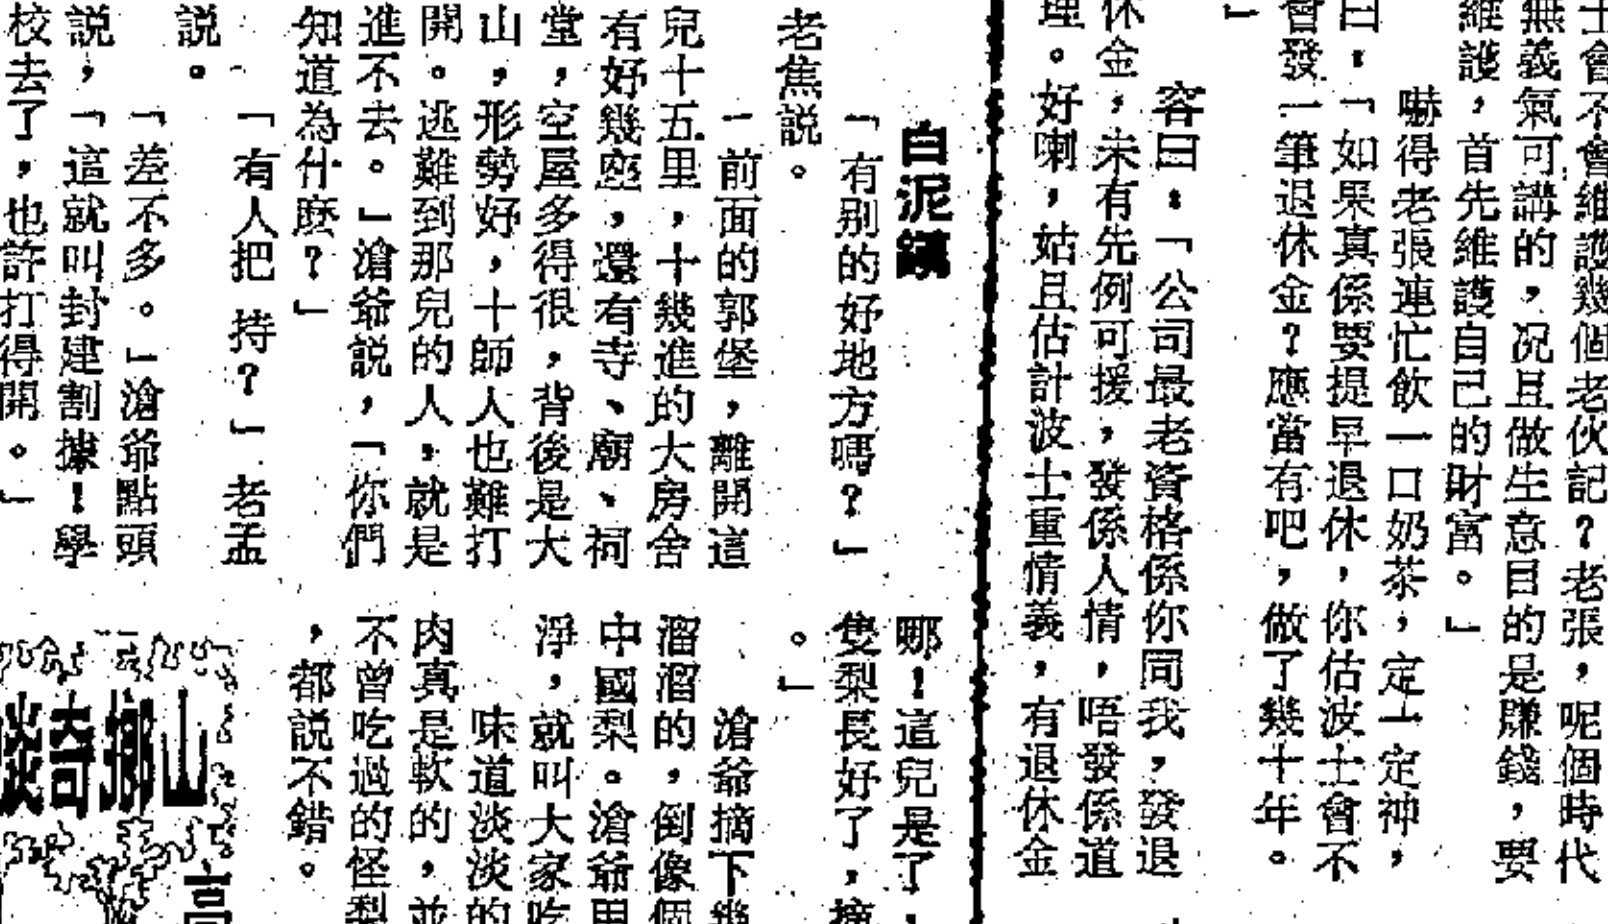 士會不會維護幾個老伙記？老張，呢個時代
無義氣可講的，况且做生意目的是賺錢，要
維護，首先維護自己的財富。」
嚇得老張連忙飲一口奶茶，定一定神，
曰：「如果真係要提早退休，你估波士會不
會發一筆退休金？應當有吧，做了幾十年。
」
容曰：「公司最老資格係你同我，發退
休金，未有先例可援，發係人情，唔發係道
理。好喇，姑且估計波士重情義，有退休金
白泥鎮
「有别的好地方嗎？」
老焦説。
「前面的郭堡，離開這
兒十五里，十幾進的大房舍
有好幾座，還有寺、廟、祠
堂，空屋多得很，背後是大
山，形勢好，十師人也難打
開。逃難到那兒的人，就是
進不去。」滄爺説，「你們
知道為什麽？」
「有人把持？」老孟
説。
「差不多。」滄爺點頭
説，「這就叫封建割據！學
校去了，也許打得開。」
哪！這兒是了，
隻梨長好了，摘
。」
滄爺摘下幾
溜溜的，倒像個
中國梨。滄爺用
淨，就叫大家吃
味道淡淡的
肉真是軟的，並
不曾吃過的怪梨
，都説不錯。
山鄉奇談
高